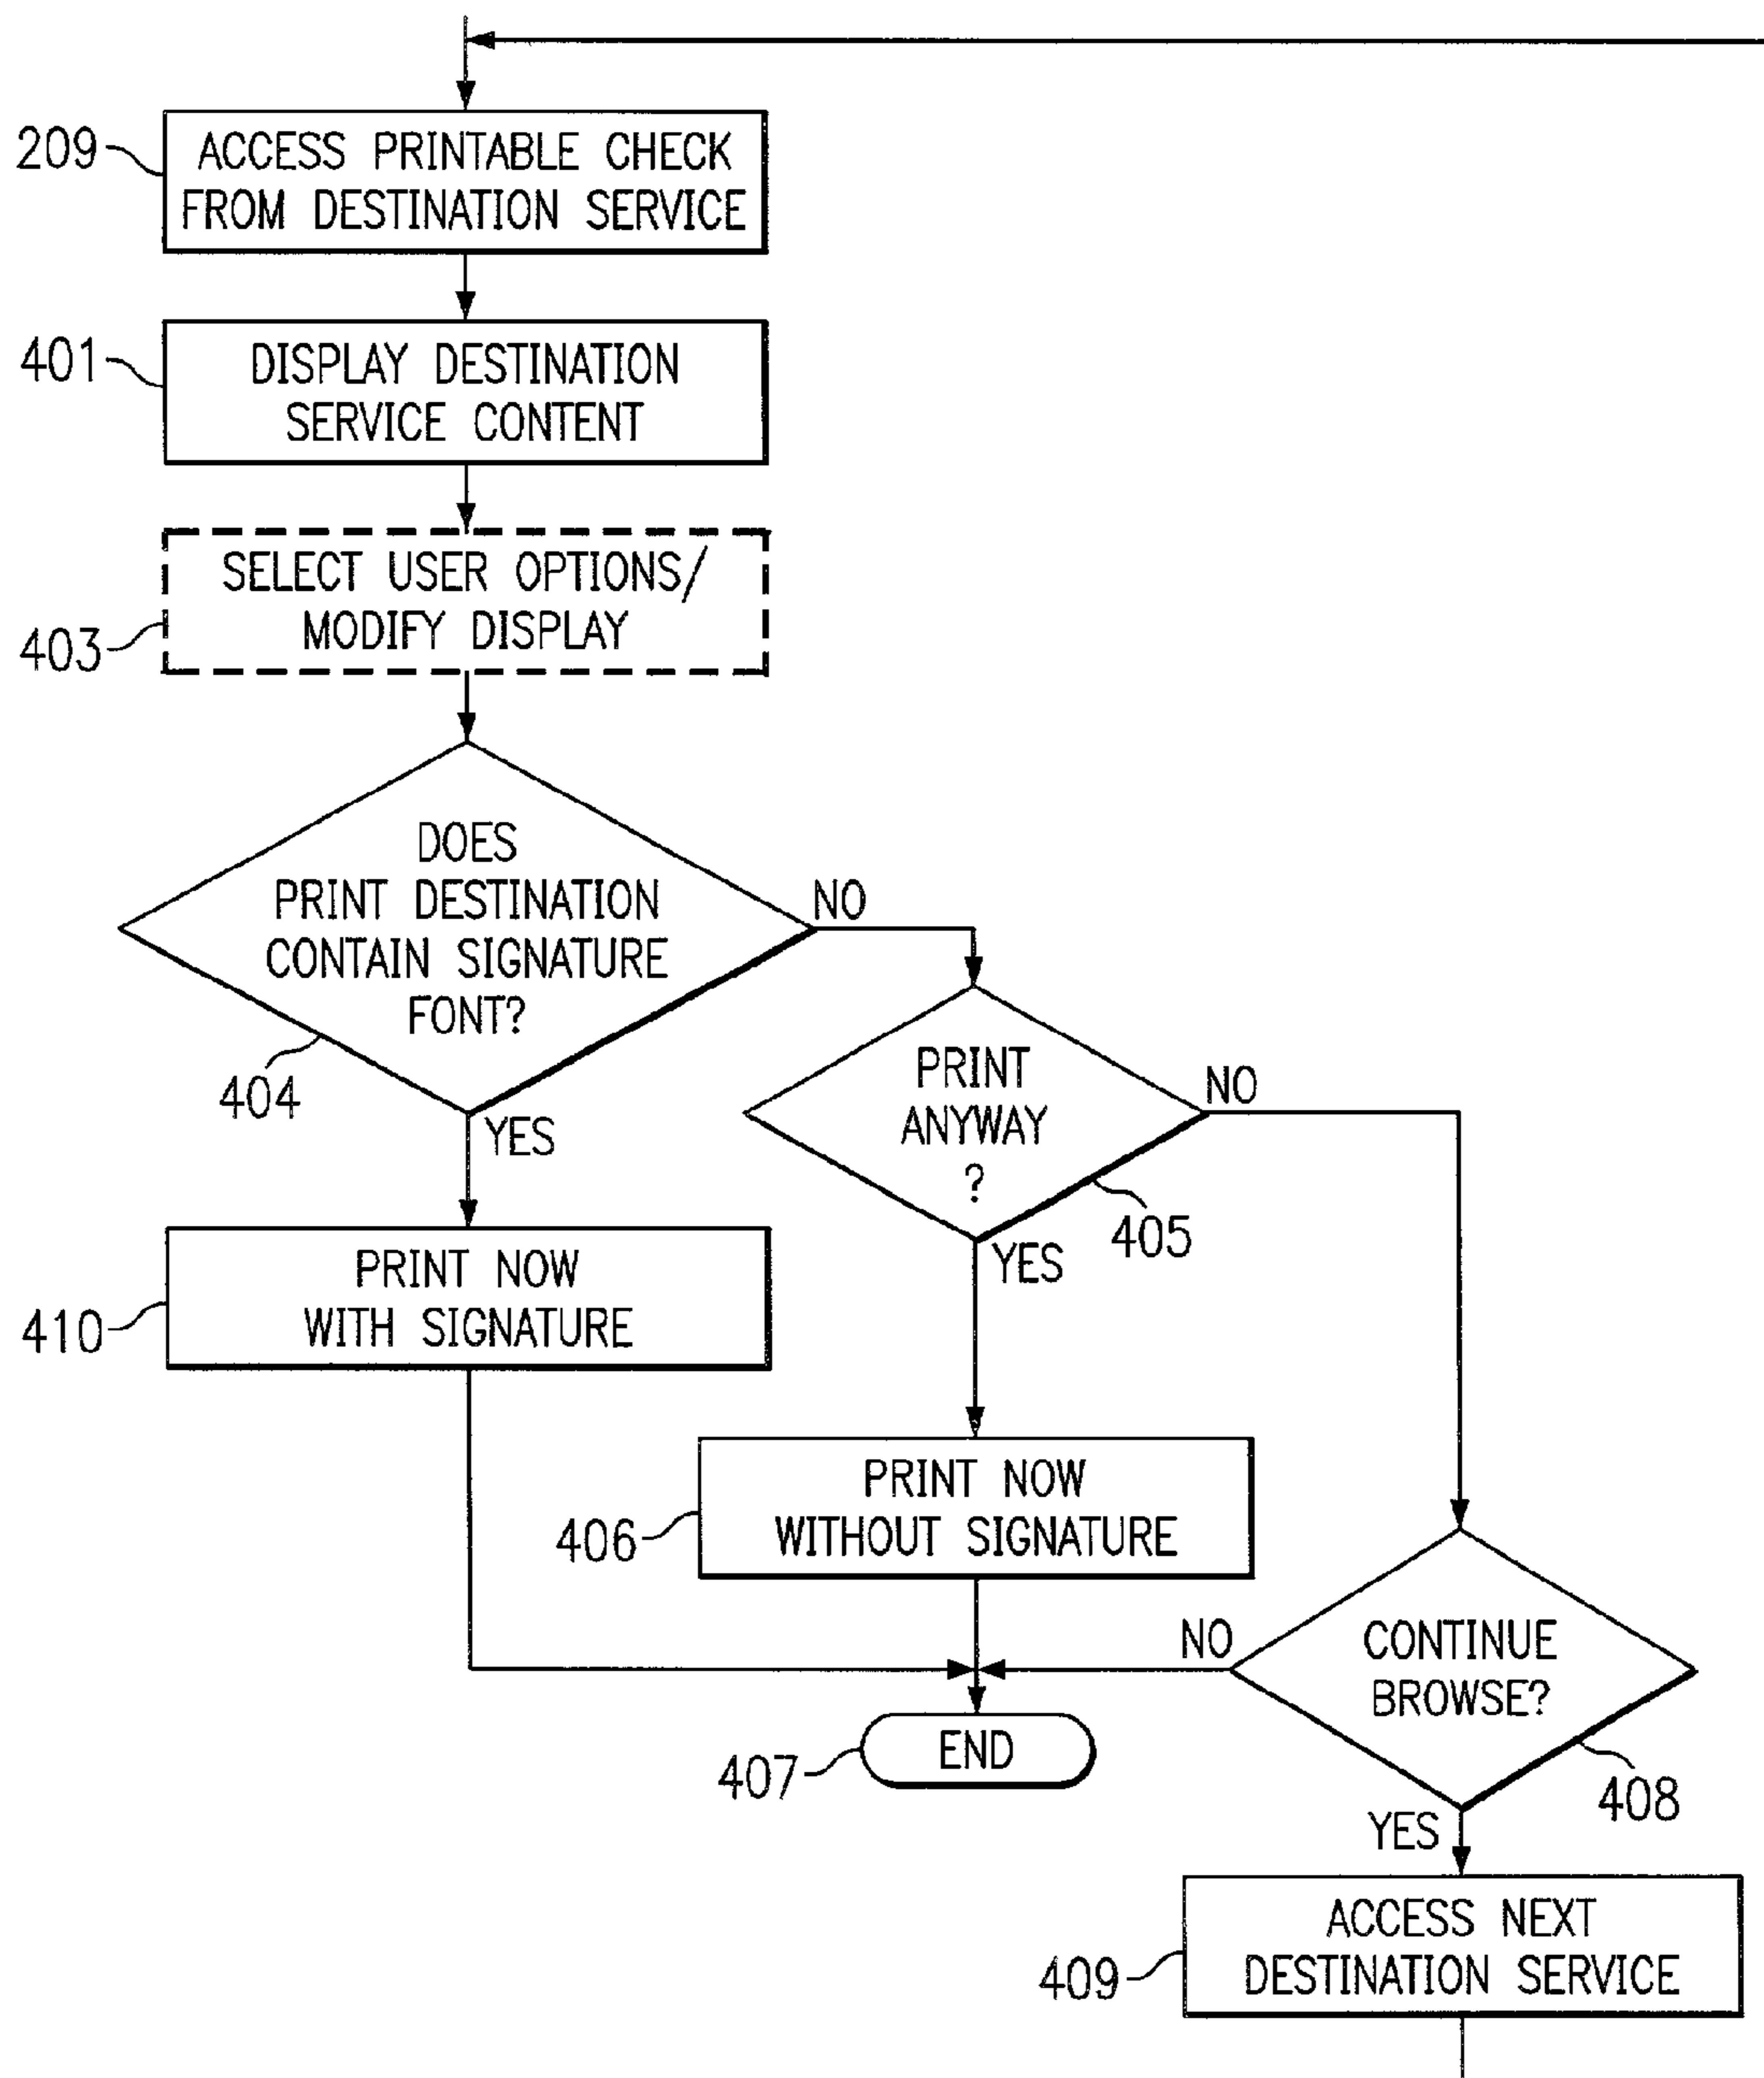 209
ACCESS PRINTABLE CHECK
FROM DESTINATION SERVICE
401
DISPLAY DESTINATION
SERVICE CONTENT
403
SELECT USER OPTIONS/
MODIFY DISPLAY
DOES
PRINT DESTINATION
CONTAIN SIGNATURE
FONT?
404
NO
YES
PRINT
ANYWAY
?
405
NO
YES
410
PRINT NOW
WITH SIGNATURE
406
PRINT NOW
WITHOUT SIGNATURE
NO
CONTINUE
BROWSE?
408
YES
407
END
409
ACCESS NEXT
DESTINATION SERVICE